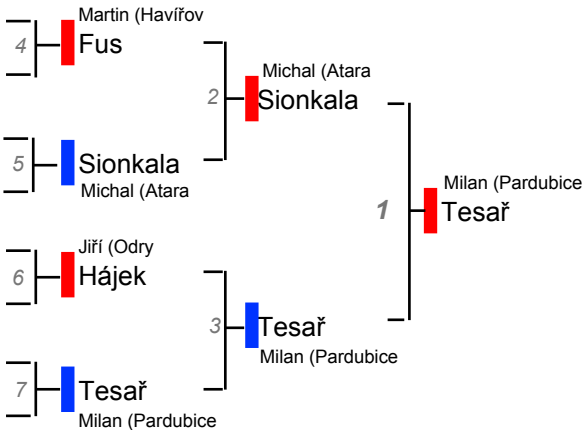 4
Martin (Havířov
Fus
5
Sionkala
Michal (Atara
6
Jiří (Odry
Hájek
7
Tesař
Milan (Pardubice
2
Michal (Atara
Sionkala
3
Tesař
Milan (Pardubice
1
Milan (Pardubice
Tesař